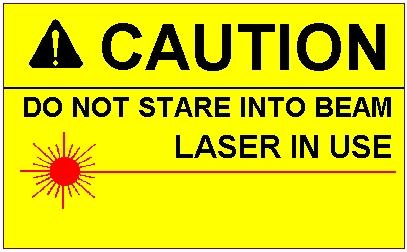 CAUTION
DO NOT STARE INTO BEAM
LASER IN USE